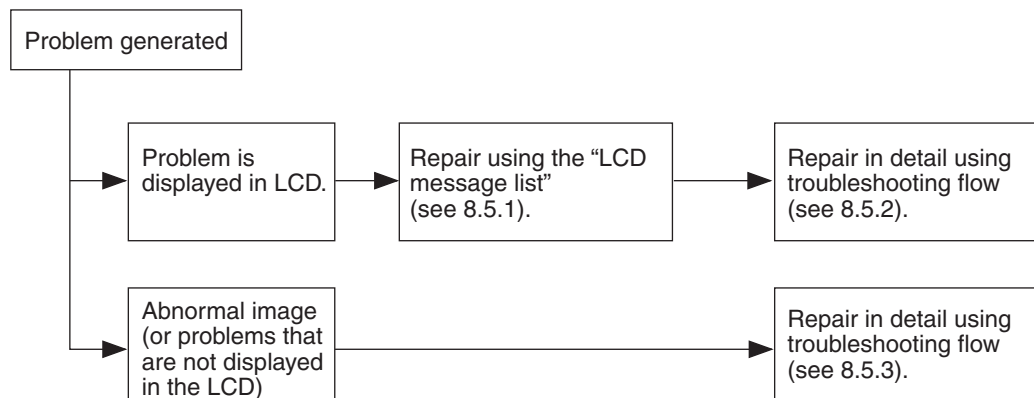 Problem generated
Problem is
displayed in LCD.
Repair using the “LCD
message list”
(see 8.5.1).
Repair in detail using
troubleshooting flow
(see 8.5.2).
Abnormal image
(or problems that
are not displayed
in the LCD)
Repair in detail using
troubleshooting flow
(see 8.5.3).